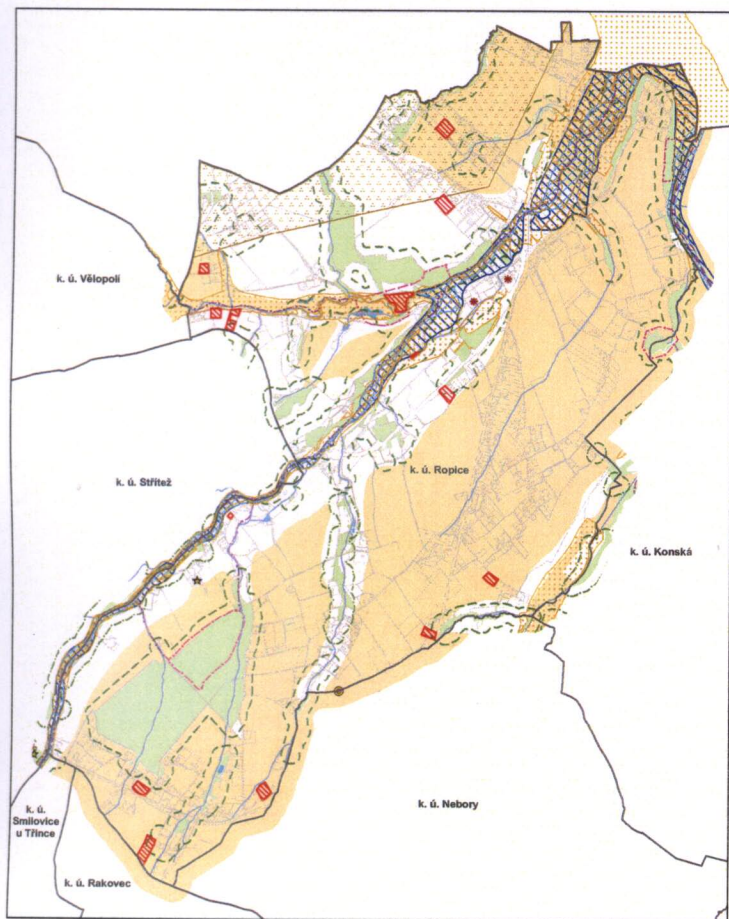 k. ú. Vělopolí
k. ú. Střítež
k. ú. Ropice
k. ú. Konská
k. ú. Nebory
k. ú.
Smilovice
u Třince
k. ú. Rakovec